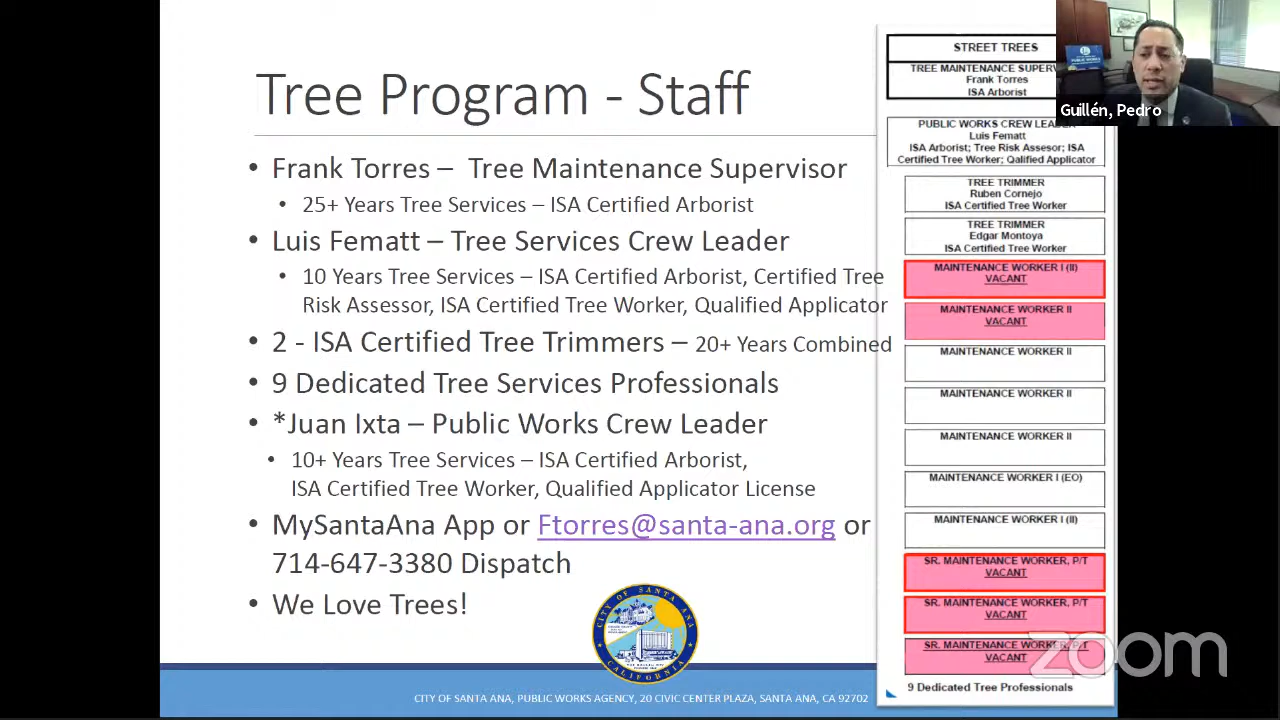 Tree Program - Staff
• Frank Torres – Tree Maintenance Supervisor
• 25+ Years Tree Services – ISA Certified Arborist
• Luis Fematt – Tree Services Crew Leader
• 10 Years Tree Services – ISA Certified Arborist, Certified Tree
Risk Assessor, ISA Certified Tree Worker, Qualified Applicator
• 2 - ISA Certified Tree Trimmers – 20+ Years Combined
• 9 Dedicated Tree Services Professionals
• *Juan Ixta – Public Works Crew Leader
• 10+ Years Tree Services – ISA Certified Arborist,
ISA Certified Tree Worker, Qualified Applicator License
• MySantaAna App or Ftorres@santa-ana.org or
714-647-3380 Dispatch
• We Love Trees!
CITY OF SANTA ANA
CALIFORNIA
CITY OF SANTA ANA, PUBLIC WORKS AGENCY, 20 CIVIC CENTER PLAZA, SANTA ANA, CA 92702
STREET TREES
TREE MAINTENANCE SUPERV
Frank Torres
ISA Arborist
PUBLIC WORKS CREW LEADER
Luis Fematt
ISA Arborist; Tree Risk Assesor; ISA
Certified Tree Worker; Qalified Applicator
TREE TRIMMER
Ruben Cornejo
ISA Certified Tree Worker
TREE TRIMMER
Edgar Montoya
ISA Certified Tree Worker
MAINTENANCE WORKER I (II)
VACANT
MAINTENANCE WORKER II
VACANT
MAINTENANCE WORKER II
MAINTENANCE WORKER II
MAINTENANCE WORKER II
MAINTENANCE WORKER I (EO)
MAINTENANCE WORKER I (II)
SR. MAINTENANCE WORKER, P/T
VACANT
SR. MAINTENANCE WORKER, P/T
VACANT
SR. MAINTENANCE WORKER, P/T
VACANT
9 Dedicated Tree Professionals
Guillén, Pedro
zoom